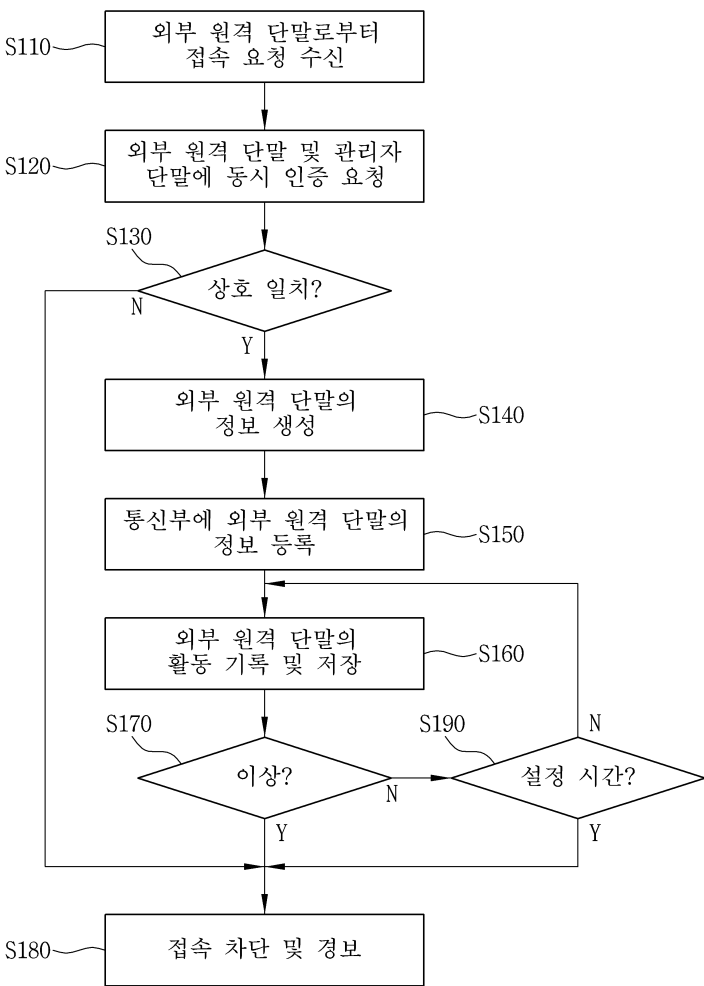 S110
외부 원격 단말로부터
접속 요청 수신
S120
외부 원격 단말 및 관리자
단말에 동시 인증 요청
S130
상호 일치?
N
Y
외부 원격 단말의
정보 생성
S140
통신부에 외부 원격 단말의
정보 등록
S150
외부 원격 단말의
활동 기록 및 저장
S160
S170
이상?
N
Y
S190
설정 시간?
N
Y
S180
접속 차단 및 경보